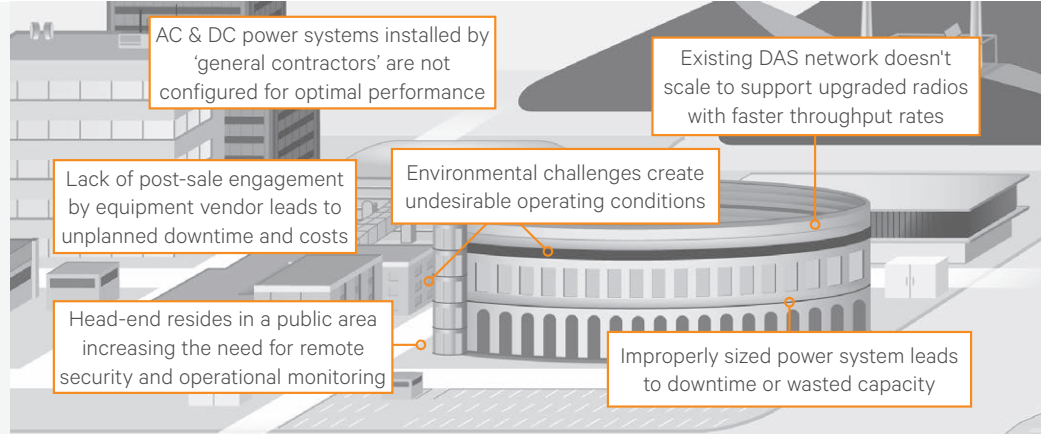 AC & DC power systems installed by
‘general contractors’ are not
configured for optimal performance
Existing DAS network doesn't
scale to support upgraded radios
with faster throughput rates
Lack of post-sale engagement
by equipment vendor leads to
unplanned downtime and costs
Environmental challenges create
undesirable operating conditions
Head-end resides in a public area
increasing the need for remote
security and operational monitoring
Improperly sized power system leads
to downtime or wasted capacity